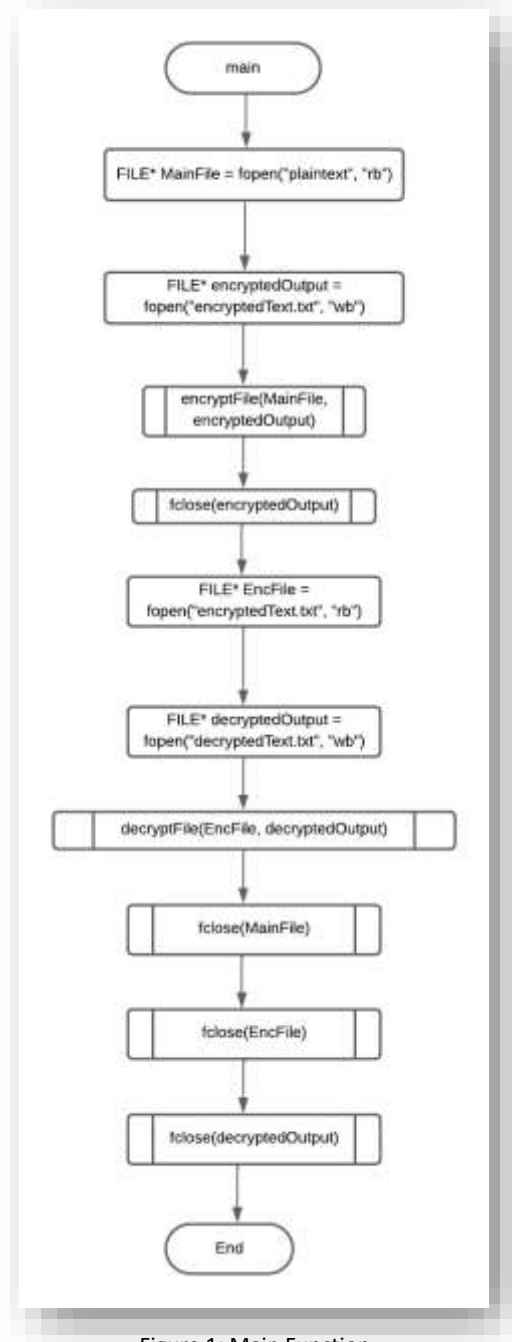 main
FILE* MainFile = fopen("plaintext", "rb")
FILE* encryptedOutput =
fopen("encryptedText.txt", "wb")
encryptFile(MainFile,
encryptedOutput)
fclose(encryptedOutput)
FILE* EncFile =
fopen("encryptedText.txt", "rb")
FILE* decryptedOutput =
fopen("decryptedText.txt", "wb")
decryptFile(EncFile, decryptedOutput)
fclose(MainFile)
fclose(EncFile)
fclose(decryptedOutput)
End
Figure 1: Main Function